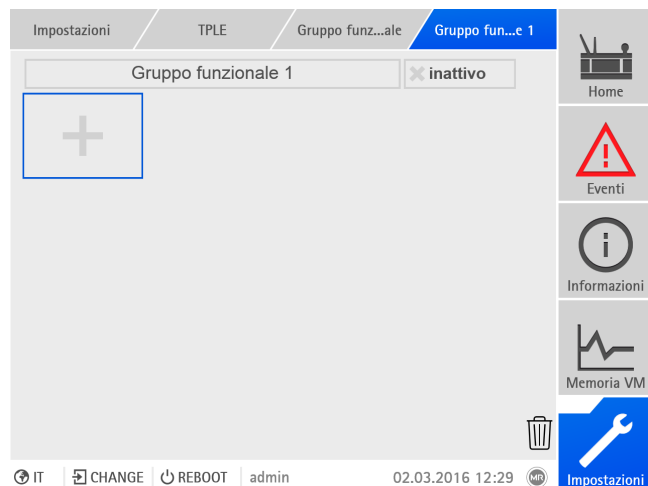 Impostazioni TPLE Gruppo funz...ale Gruppo fun...e 1
Gruppo funzionale 1 inattivo
Home
Eventi
Informazioni
Memoria VM
Impostazioni
IT CHANGE REBOOT admin 02.03.2016 12:29 MR